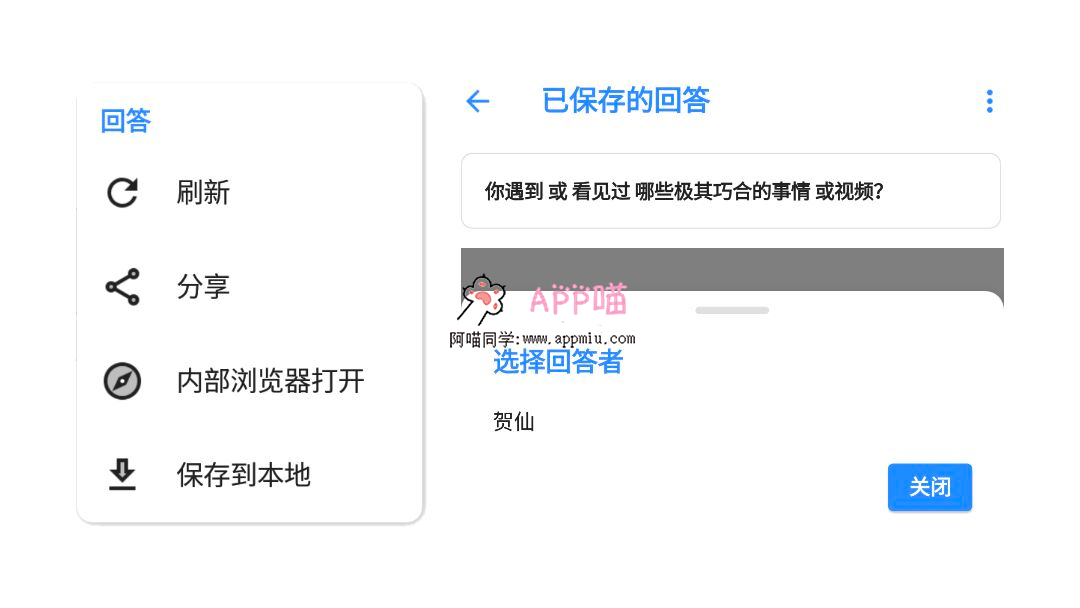 回答
刷新
分享
内部浏览器打开
保存到本地
已保存的回答
你遇到 或 看见过 哪些极其巧合的事情 或视频?
APP喵
阿喵同学:www.appmiu.com
选择回答者
贺仙
关闭